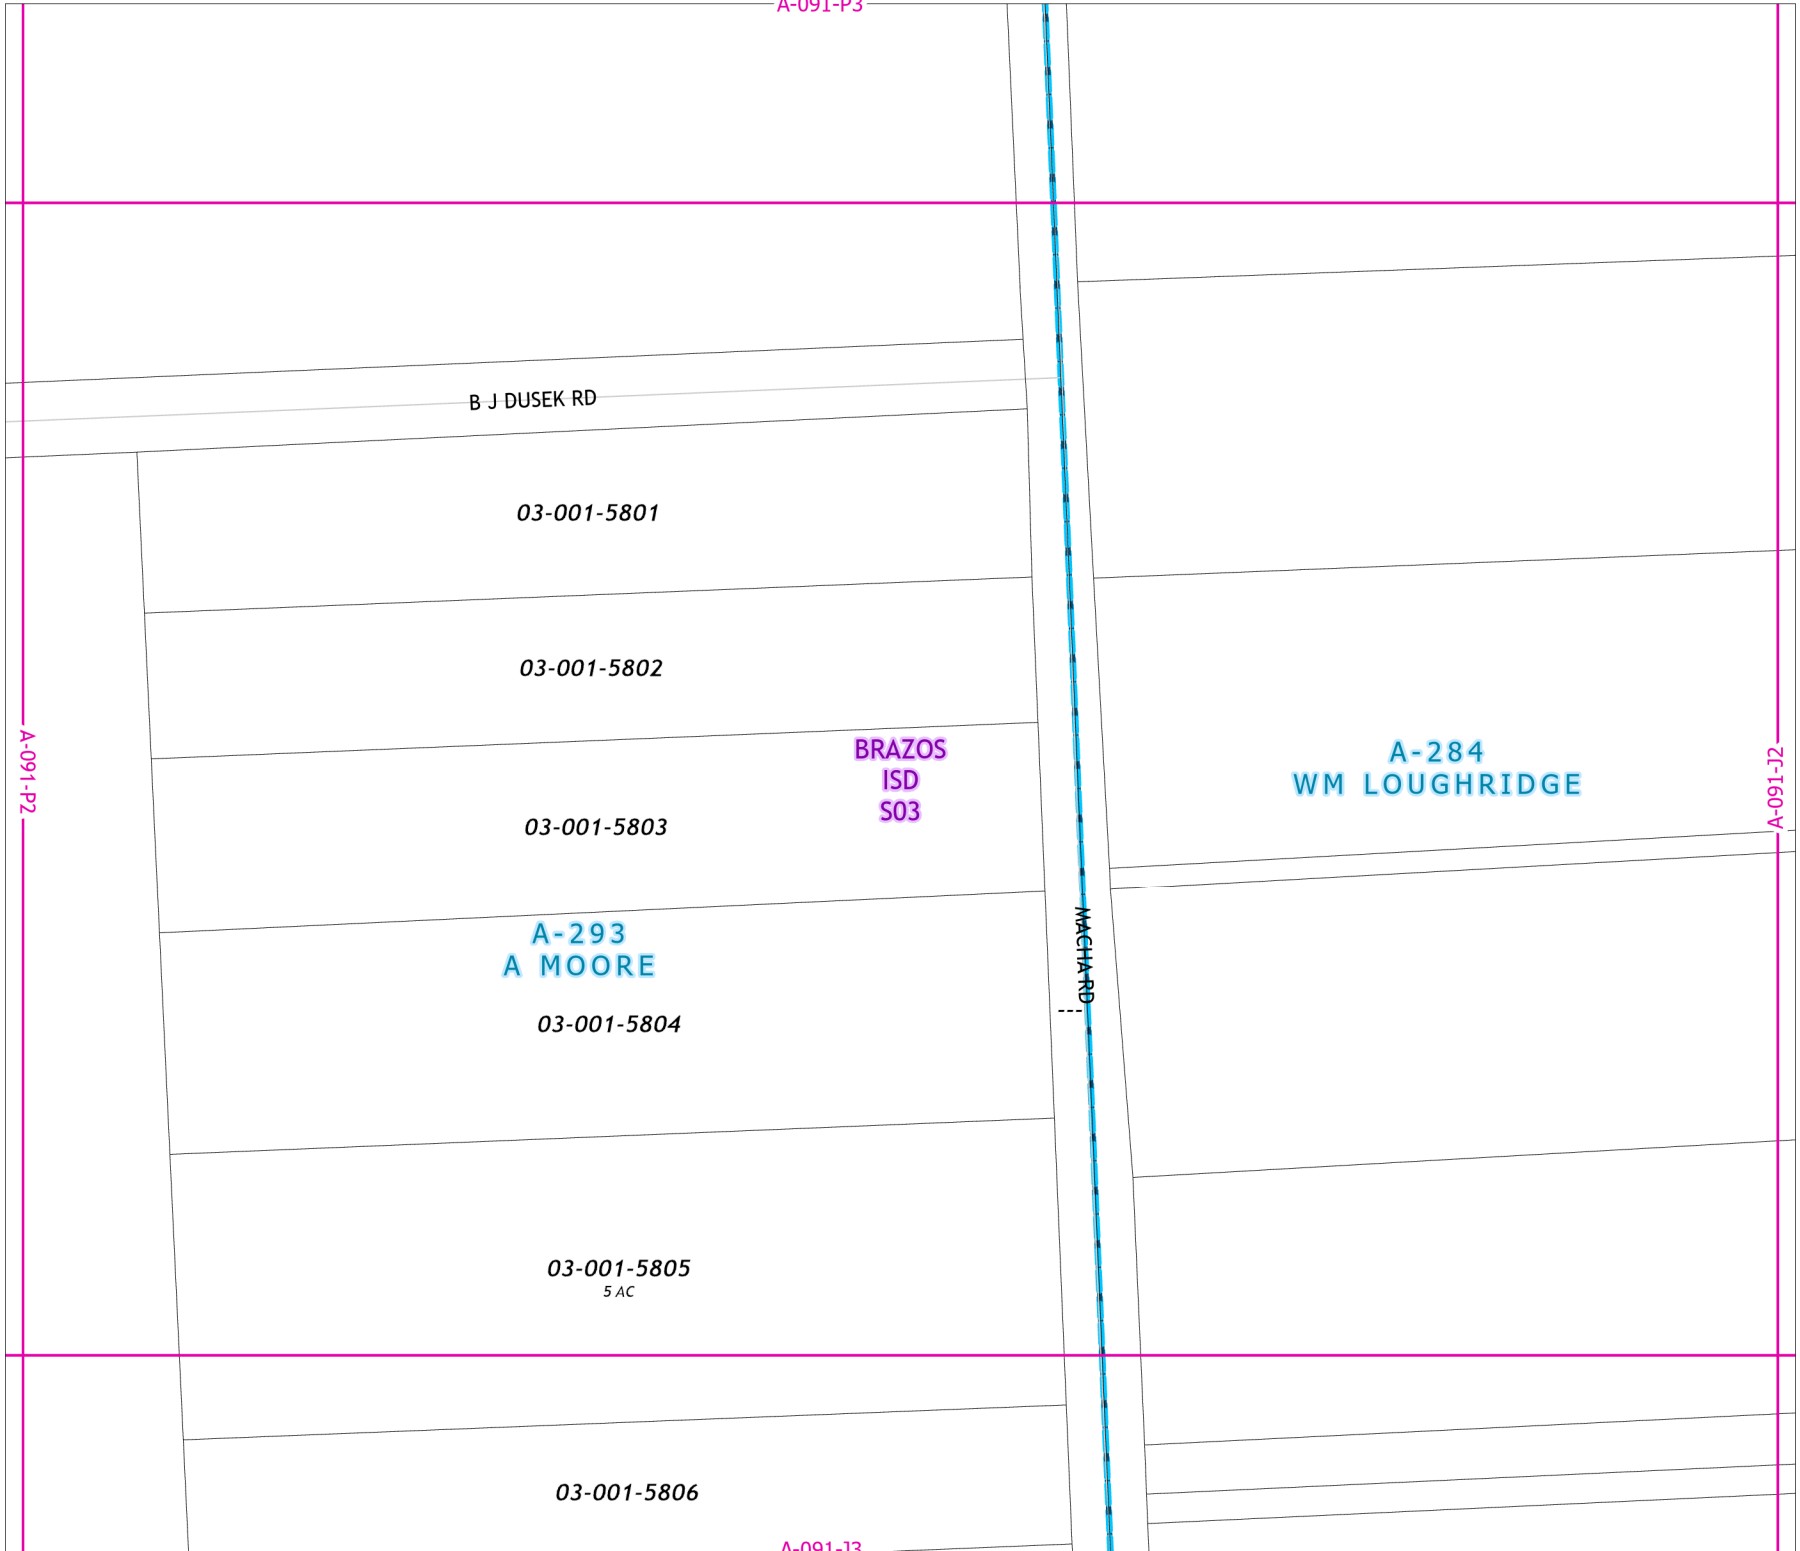 A-091-P3
B J DUSEK RD
03-001-5801
03-001-5802
BRAZOS
ISD
S03
A-284
WM LOUGHRIDGE
A-091-P2
A-091-J2
03-001-5803
A-293
A MOORE
MACHA RD
03-001-5804
03-001-5805
5 AC
03-001-5806
A-091-J3